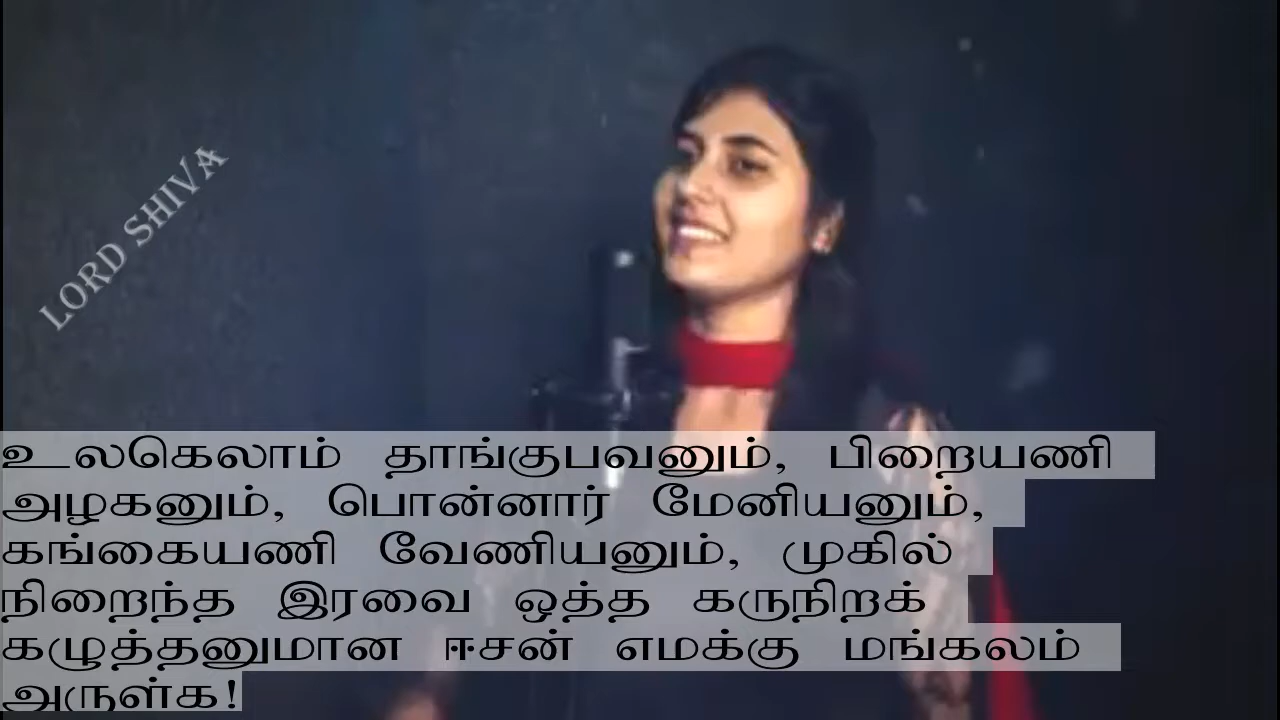 LORD SHIVA
உலகெலாம் தாங்குபவனும், பிறையணி
அழகனும், பொன்னார் மேனியனும்,
கங்கையணி வேணியனும், முகில்
நிறைந்த இரவை ஒத்த கருநிறக்
கழுத்தனுமான ஈசன் எமக்கு மங்கலம்
அருள்க!